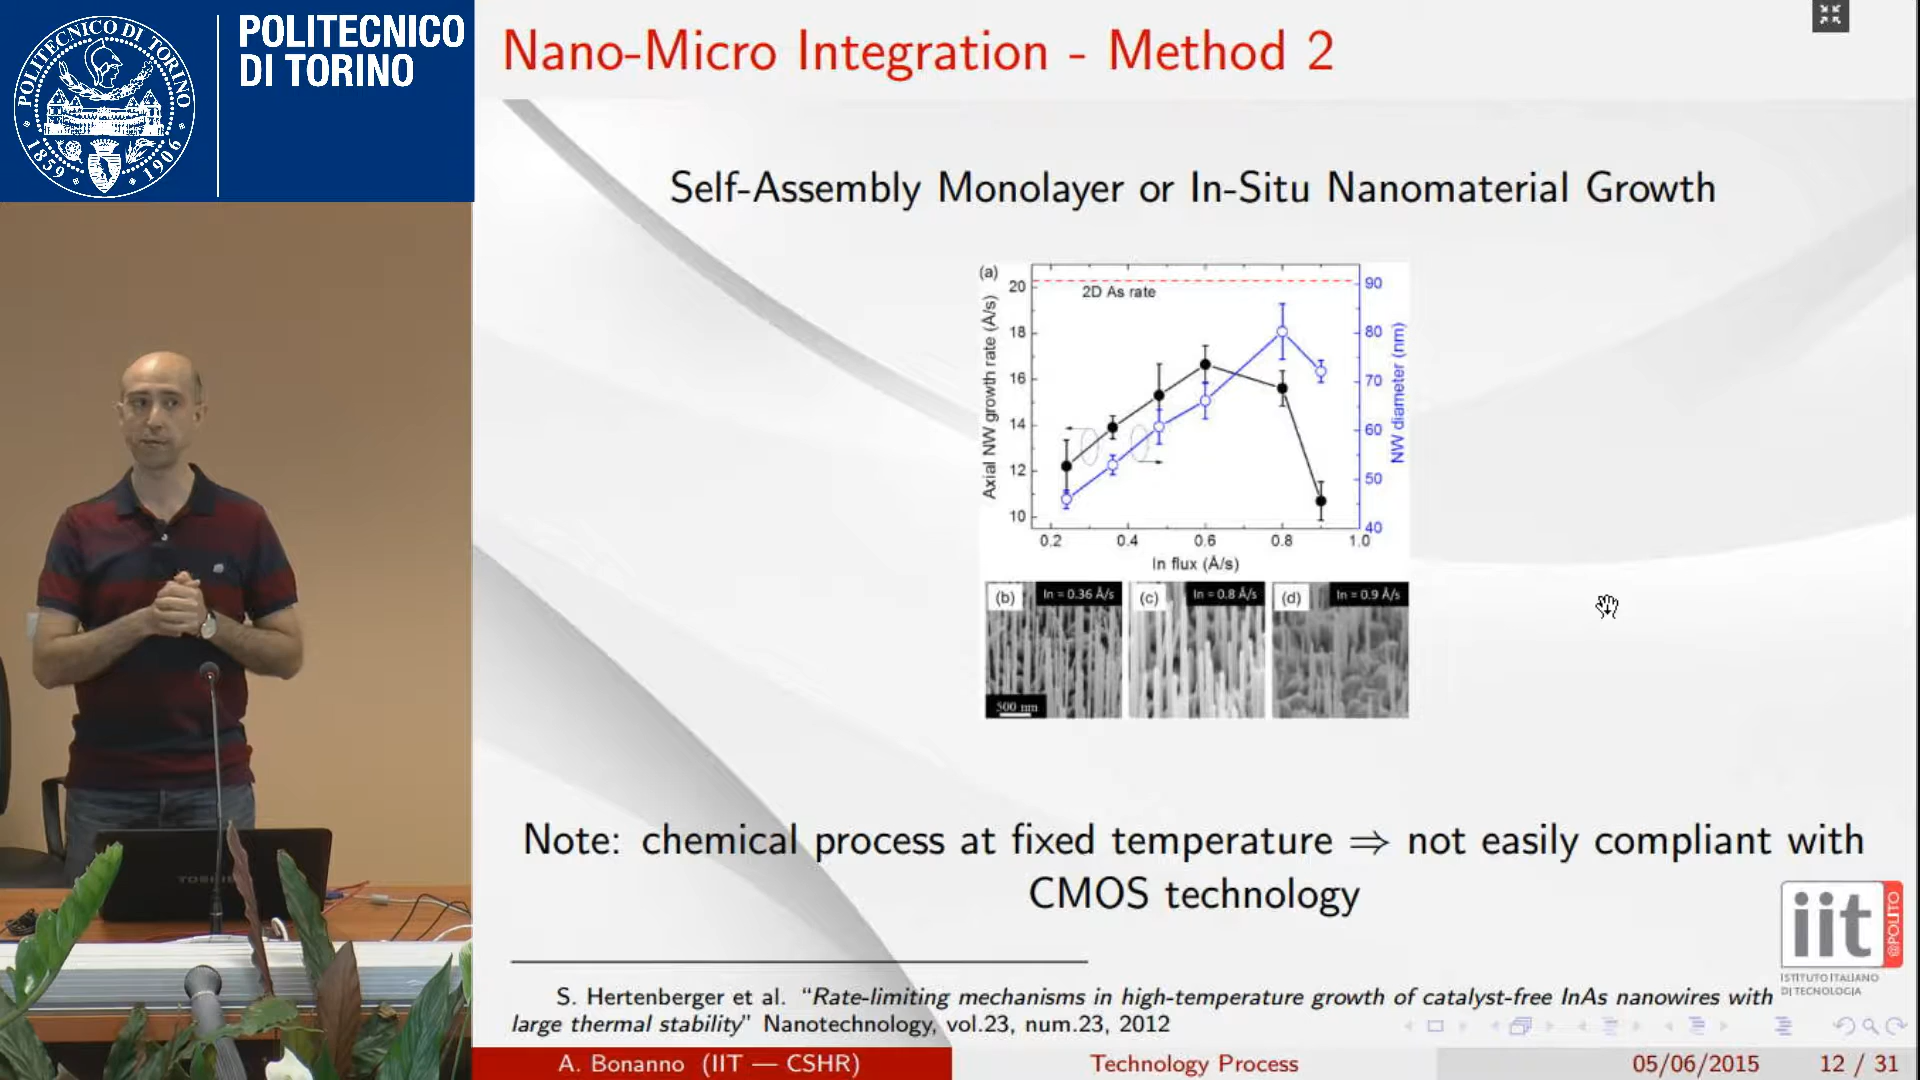 POLITECNICO
DI TORINO
POLITECNICO DI TORINO
1859
1906
Nano-Micro Integration - Method 2
Self-Assembly Monolayer or In-Situ Nanomaterial Growth
(a)
2D As rate
Axial NW growth rate (Å/s)
20
18
16
14
12
10
90
80
70
60
50
40
NW diameter (nm)
0.2 0.4 0.6 0.8 1.0
In flux (Å/s)
(b) In = 0.36 Å/s
(c) In = 0.8 Å/s
(d) In = 0.9 Å/s
500 nm
Note: chemical process at fixed temperature ⇒ not easily compliant with
CMOS technology
iit
@POLITO
ISTITUTO ITALIANO
DI TECNOLOGIA
S. Hertenberger et al. “Rate-limiting mechanisms in high-temperature growth of catalyst-free InAs nanowires with
large thermal stability” Nanotechnology, vol.23, num.23, 2012
A. Bonanno (IIT — CSHR)
Technology Process
05/06/2015
12 / 31
TOSHIBA